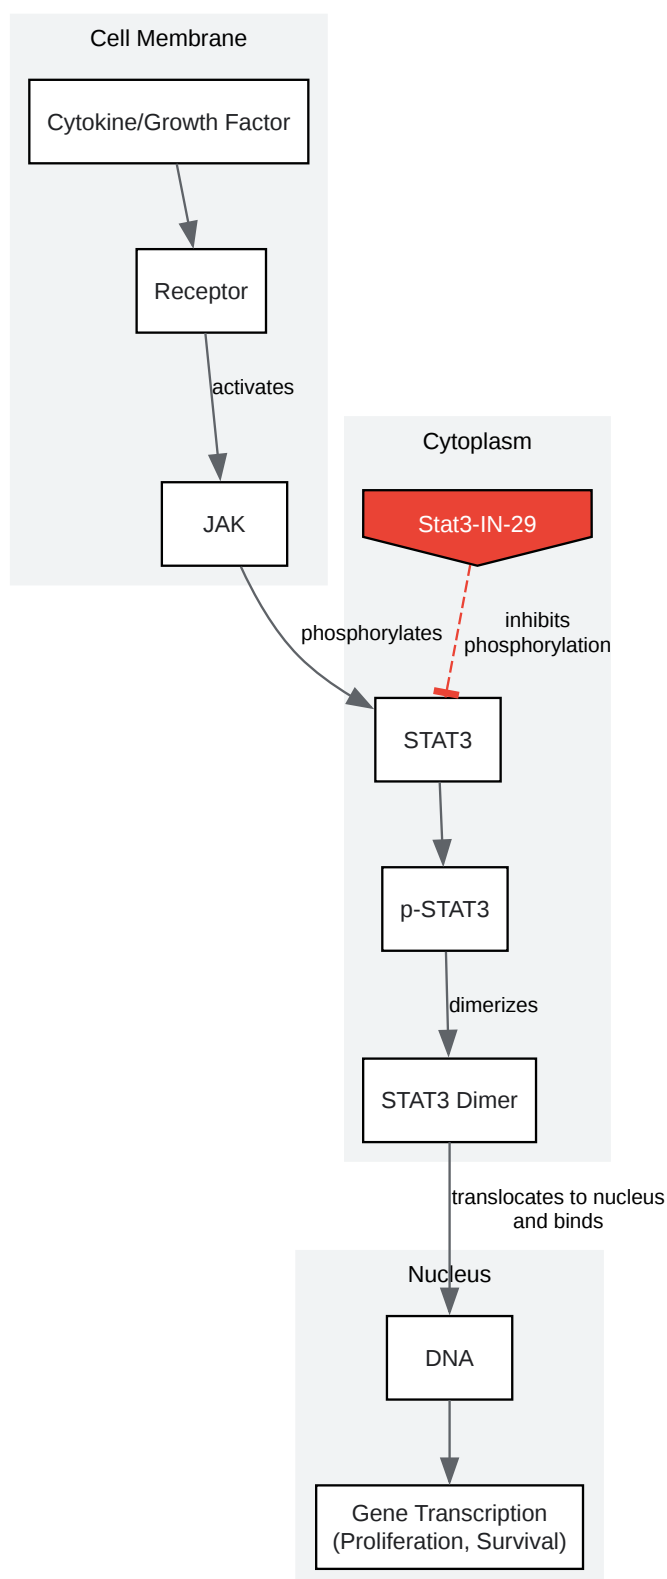 Cell Membrane
Cytokine/Growth Factor
Receptor
activates
JAK
Cytoplasm
Stat3-IN-29
phosphorylates
inhibits
phosphorylation
STAT3
p-STAT3
dimerizes
STAT3 Dimer
translocates to nucleus
and binds
Nucleus
DNA
Gene Transcription
(Proliferation, Survival)